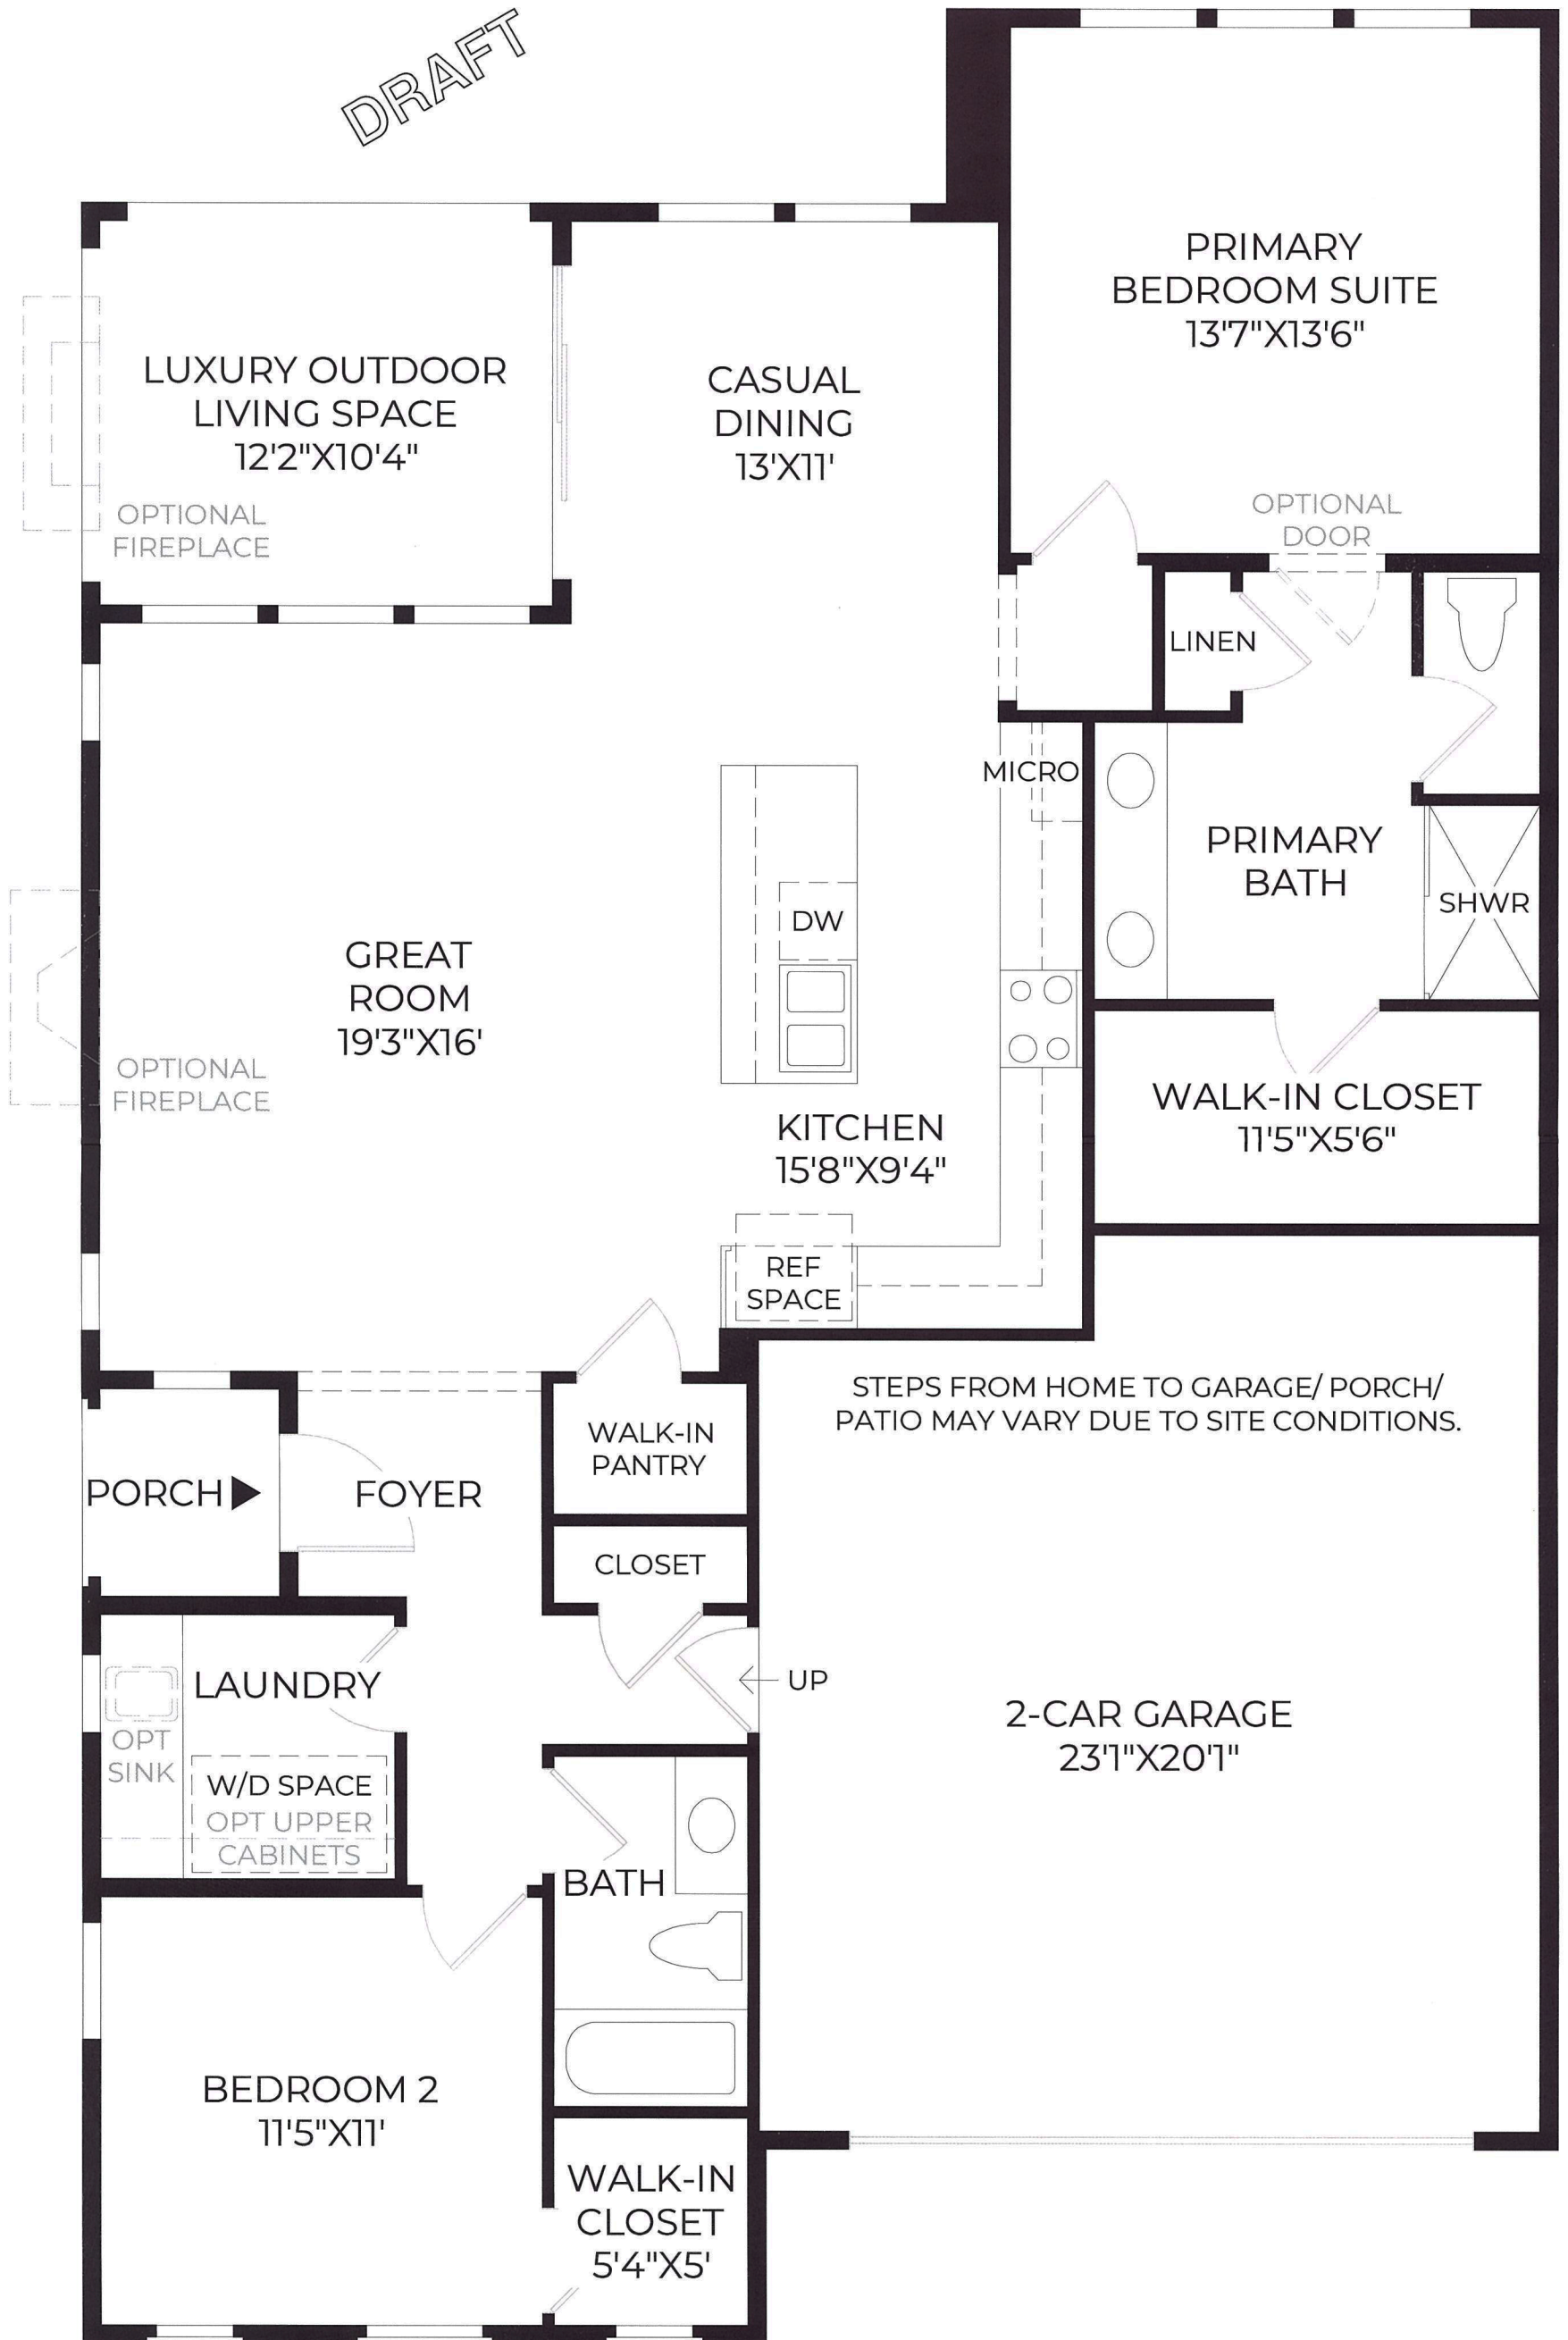 DRAFT
PRIMARY
BEDROOM SUITE
13'7"X13'6"
LUXURY OUTDOOR
LIVING SPACE
12'2"X10'4"
OPTIONAL
FIREPLACE
CASUAL
DINING
13'X11'
OPTIONAL
DOOR
LINEN
MICRO
PRIMARY
BATH
SHWR
DW
GREAT
ROOM
19'3"X16'
OPTIONAL
FIREPLACE
KITCHEN
15'8"X9'4"
WALK-IN CLOSET
11'5"X5'6"
REF
SPACE
STEPS FROM HOME TO GARAGE/ PORCH/
PATIO MAY VARY DUE TO SITE CONDITIONS.
WALK-IN
PANTRY
PORCH
FOYER
CLOSET
UP
LAUNDRY
OPT
SINK
W/D SPACE
OPT UPPER
CABINETS
2-CAR GARAGE
23'1"X20'1"
BATH
BEDROOM 2
11'5"X11'
WALK-IN
CLOSET
5'4"X5'